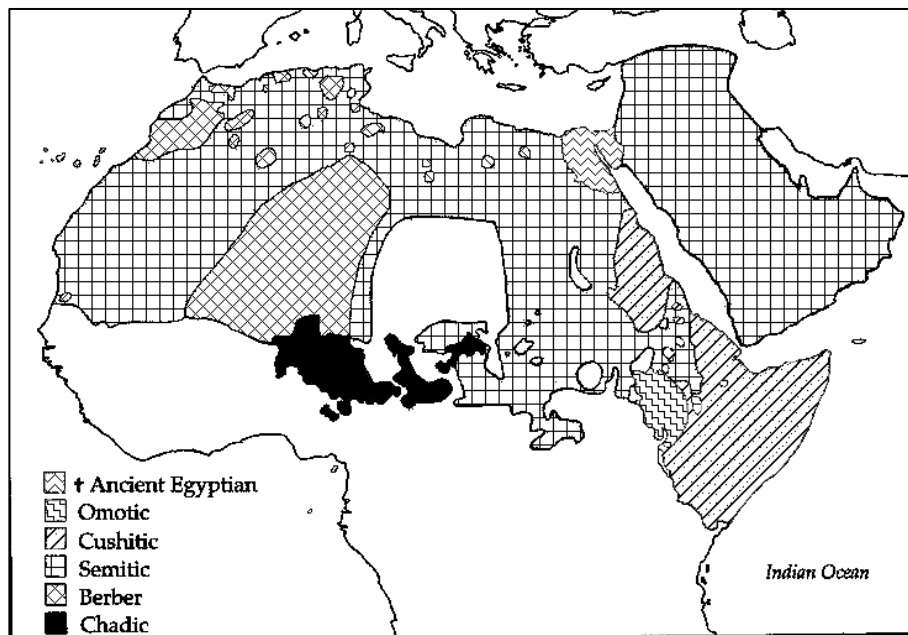 † Ancient Egyptian
Omotic
Cushitic
Semitic
Berber
Chadic
Indian Ocean